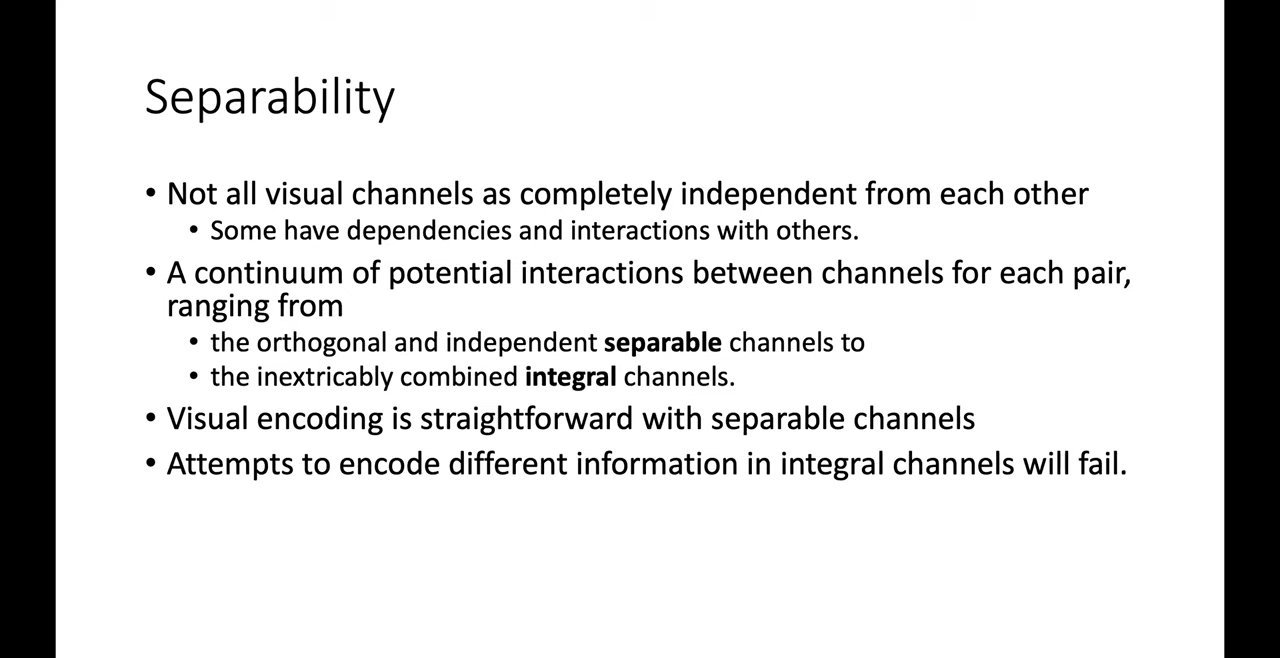 Separability
• Not all visual channels as completely independent from each other
• Some have dependencies and interactions with others.
• A continuum of potential interactions between channels for each pair,
ranging from
• the orthogonal and independent separable channels to
• the inextricably combined integral channels.
• Visual encoding is straightforward with separable channels
• Attempts to encode different information in integral channels will fail.